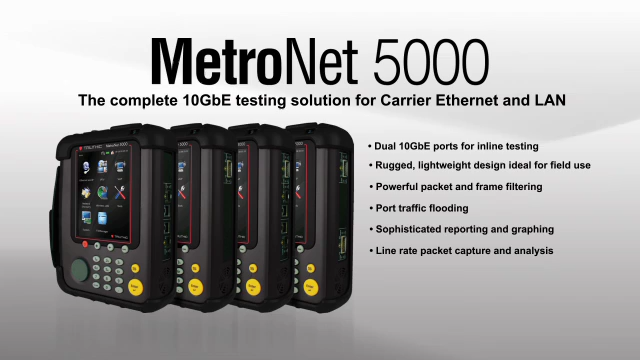 MetroNet 5000
The complete 10GbE testing solution for Carrier Ethernet and LAN
• Dual 10GbE ports for inline testing
• Rugged, lightweight design ideal for field use
• Powerful packet and frame filtering
• Port traffic flooding
• Sophisticated reporting and graphing
• Line rate packet capture and analysis